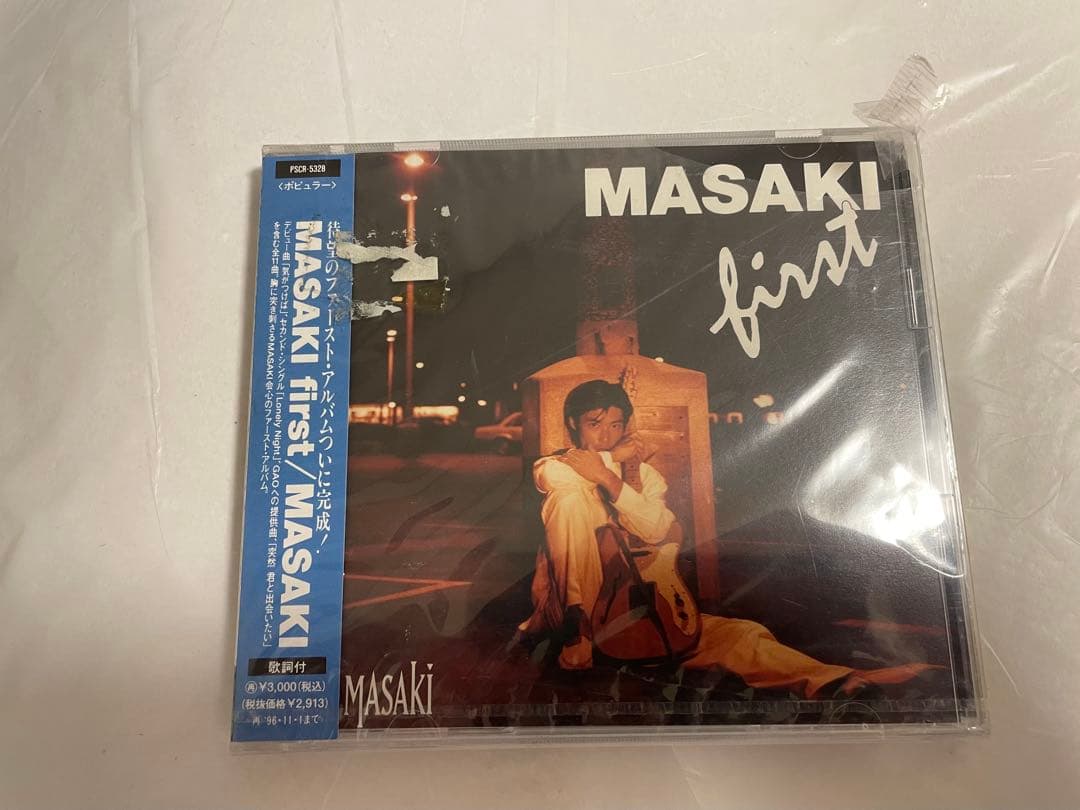 PSCR-5328
〈ポピュラー〉
待望のファースト・アルバムついに完成!
MASAKI first/MASAKI
デビュー曲「気がつけば」、セカンド・シングル「Lonely Night」、GAOへの提供曲、「突然 君と出会いたい」
を含む全11曲。胸に突き刺さるMASAKI会心のファースト・アルバム。
歌詞付
再 ¥3,000(税込)
(税抜価格¥2,913)
再 '96・11・1まで
MASAKI
first
MASAKi